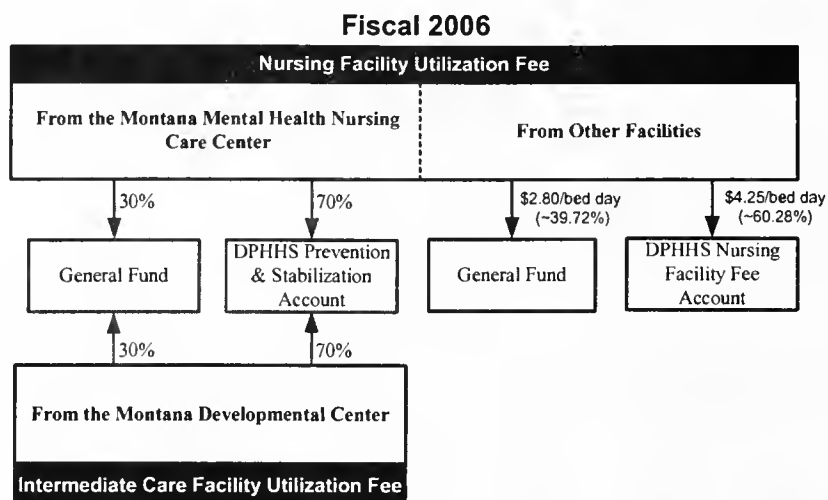 Fiscal 2006
Nursing Facility Utilization Fee
From the Montana Mental Health Nursing
Care Center
From Other Facilities
30%
70%
$2.80/bed day
(~39.72%)
$4.25/bed day
(~60.28%)
General Fund
DPHHS Prevention
& Stabilization
Account
General Fund
DPHHS Nursing
Facility Fee
Account
30%
70%
From the Montana Developmental Center
Intermediate Care Facility Utilization Fee